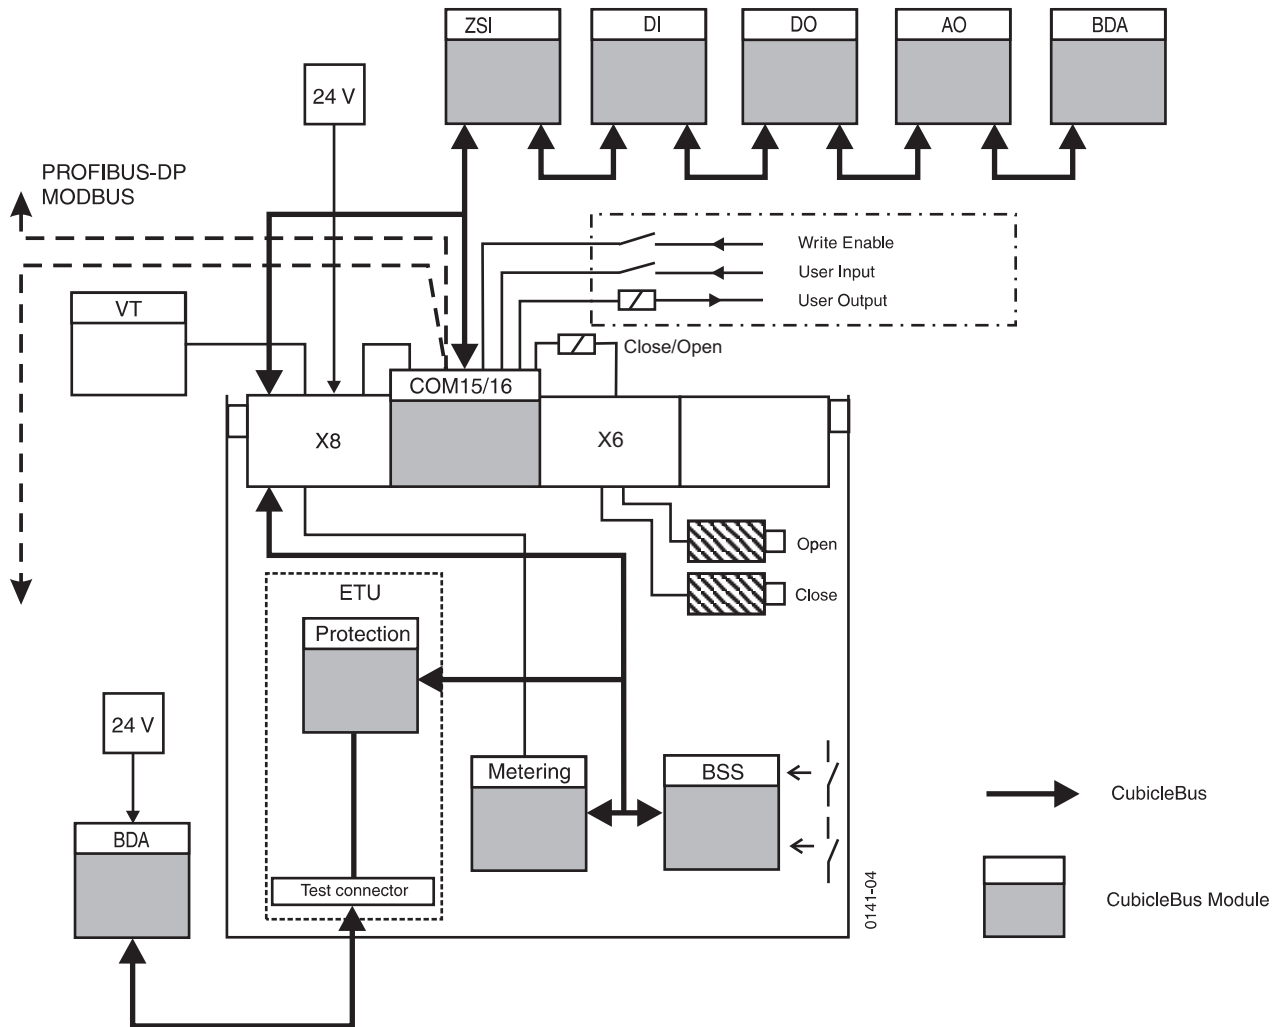 ZSI
DI
DO
AO
BDA
24 V
PROFIBUS-DP
MODBUS
Write Enable
User Input
User Output
VT
Close/Open
COM15/16
X8
X6
Open
Close
ETU
Protection
24 V
Metering
BSS
CubicleBus
BDA
Test connector
0141-04
CubicleBus Module